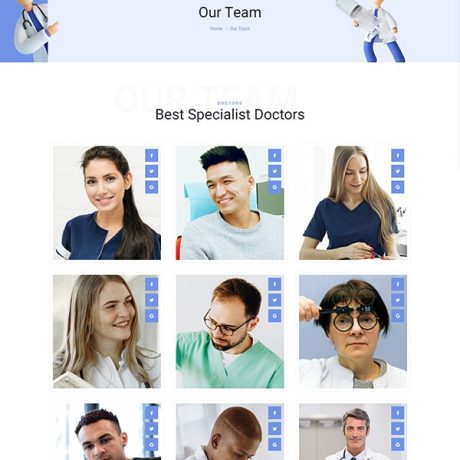 Our Team
Home • Our Team
OUR TEAM
DOCTORS
Best Specialist Doctors